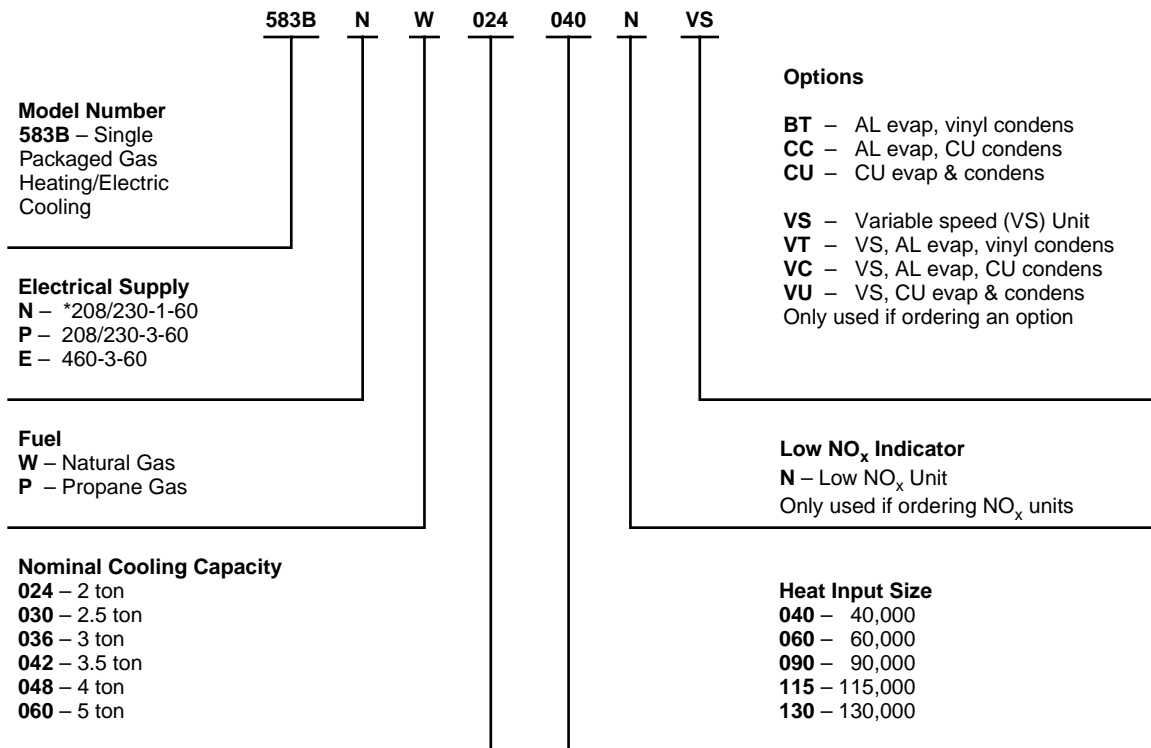 583B N W 024 040 N VS
Model Number
583B – Single
Packaged Gas
Heating/Electric
Cooling
Electrical Supply
N – *208/230-1-60
P – 208/230-3-60
E – 460-3-60
Fuel
W – Natural Gas
P – Propane Gas
Nominal Cooling Capacity
024 – 2 ton
030 – 2.5 ton
036 – 3 ton
042 – 3.5 ton
048 – 4 ton
060 – 5 ton
Options
BT – AL evap, vinyl condens
CC – AL evap, CU condens
CU – CU evap & condens
VS – Variable speed (VS) Unit
VT – VS, AL evap, vinyl condens
VC – VS, AL evap, CU condens
VU – VS, CU evap & condens
Only used if ordering an option
Low NOx Indicator
N – Low NOx Unit
Only used if ordering NOx units
Heat Input Size
040 – 40,000
060 – 60,000
090 – 90,000
115 – 115,000
130 – 130,000